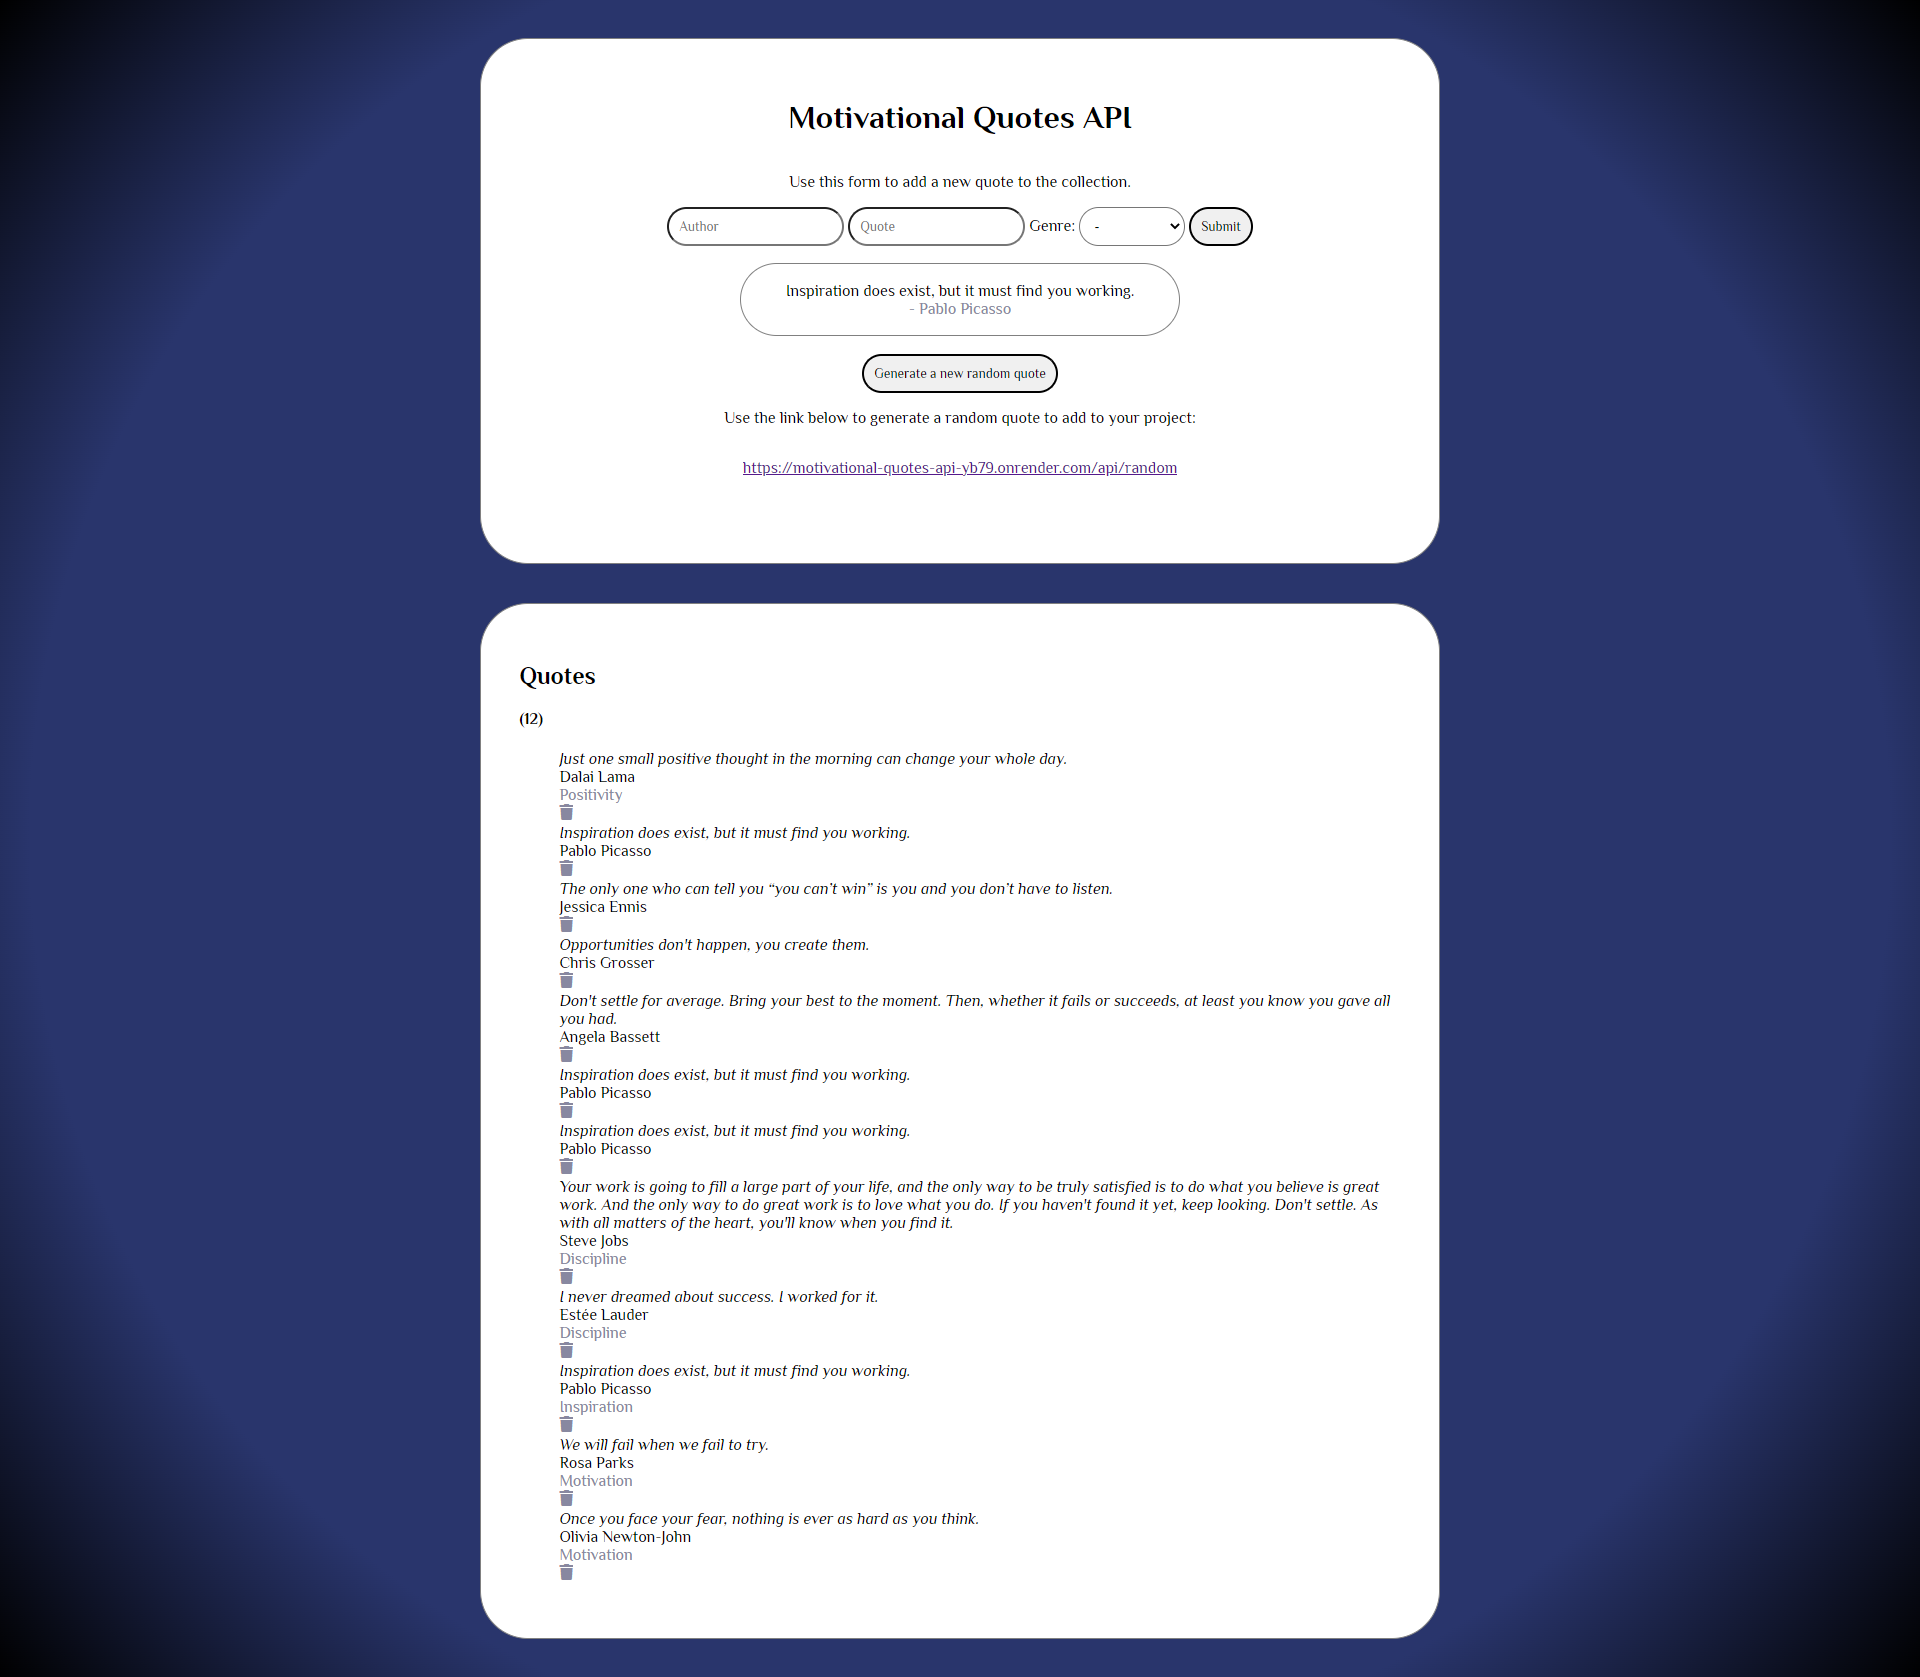 Motivational Quotes API
Use this form to add a new quote to the collection.
Author Quote Genre: - Submit
Inspiration does exist, but it must find you working.
- Pablo Picasso
Generate a new random quote
Use the link below to generate a random quote to add to your project:
https://motivational-quotes-api-yb79.onrender.com/api/random
Quotes
(12)
Just one small positive thought in the morning can change your whole day.
Dalai Lama
Positivity
Inspiration does exist, but it must find you working.
Pablo Picasso
The only one who can tell you “you can’t win” is you and you don’t have to listen.
Jessica Ennis
Opportunities don't happen, you create them.
Chris Grosser
Don't settle for average. Bring your best to the moment. Then, whether it fails or succeeds, at least you know you gave all
you had.
Angela Bassett
Inspiration does exist, but it must find you working.
Pablo Picasso
Inspiration does exist, but it must find you working.
Pablo Picasso
Your work is going to fill a large part of your life, and the only way to be truly satisfied is to do what you believe is great
work. And the only way to do great work is to love what you do. If you haven't found it yet, keep looking. Don't settle. As
with all matters of the heart, you'll know when you find it.
Steve Jobs
Discipline
I never dreamed about success. I worked for it.
Estée Lauder
Discipline
Inspiration does exist, but it must find you working.
Pablo Picasso
Inspiration
We will fail when we fail to try.
Rosa Parks
Motivation
Once you face your fear, nothing is ever as hard as you think.
Olivia Newton-John
Motivation